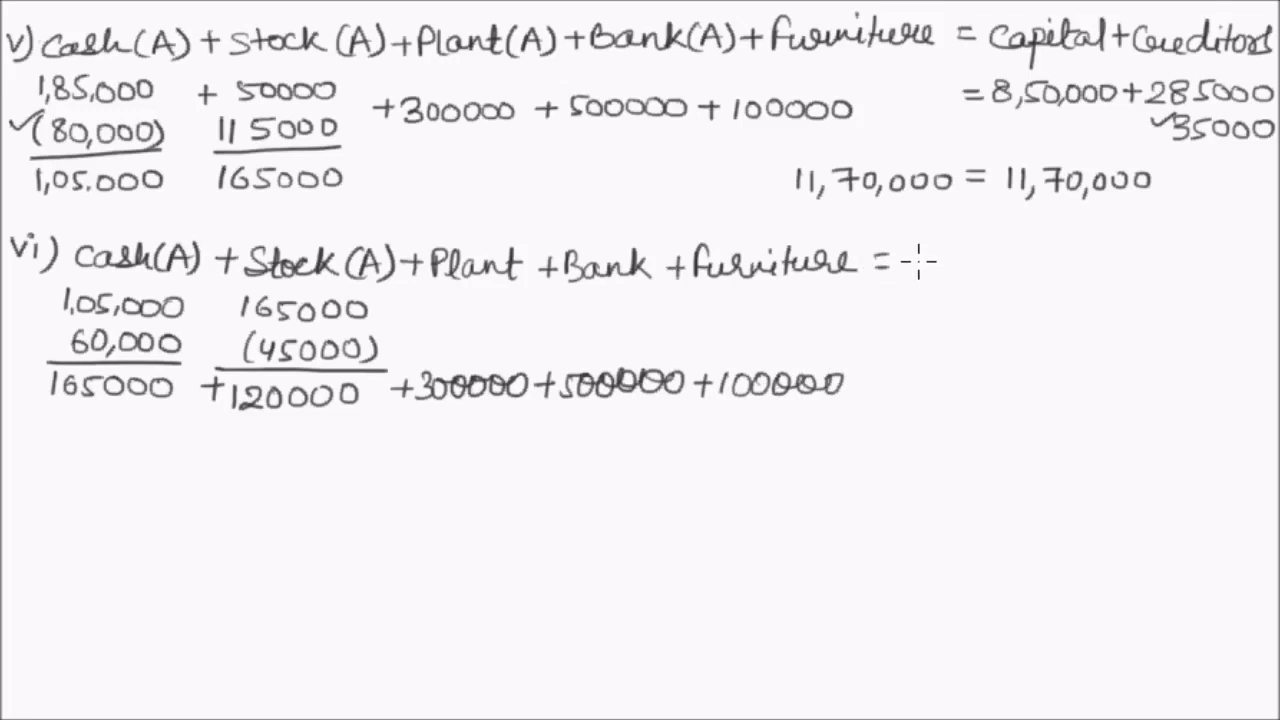 v) Cash(A) + Stock (A) + Plant(A) + Bank(A) + Furniture = Capital + Creditors
1,85,000 + 50000 + 300000 + 500000 + 100000 = 8,50,000 + 285000
✓(80,000) 115000 ✓35000
1,05.000 165000 11,70,000 = 11,70,000
vi) Cash(A) + Stock (A) + Plant + Bank + Furniture =
1,05,000 165000
60,000 (45000)
165000 + 120000 + 300000 + 500000 + 100000